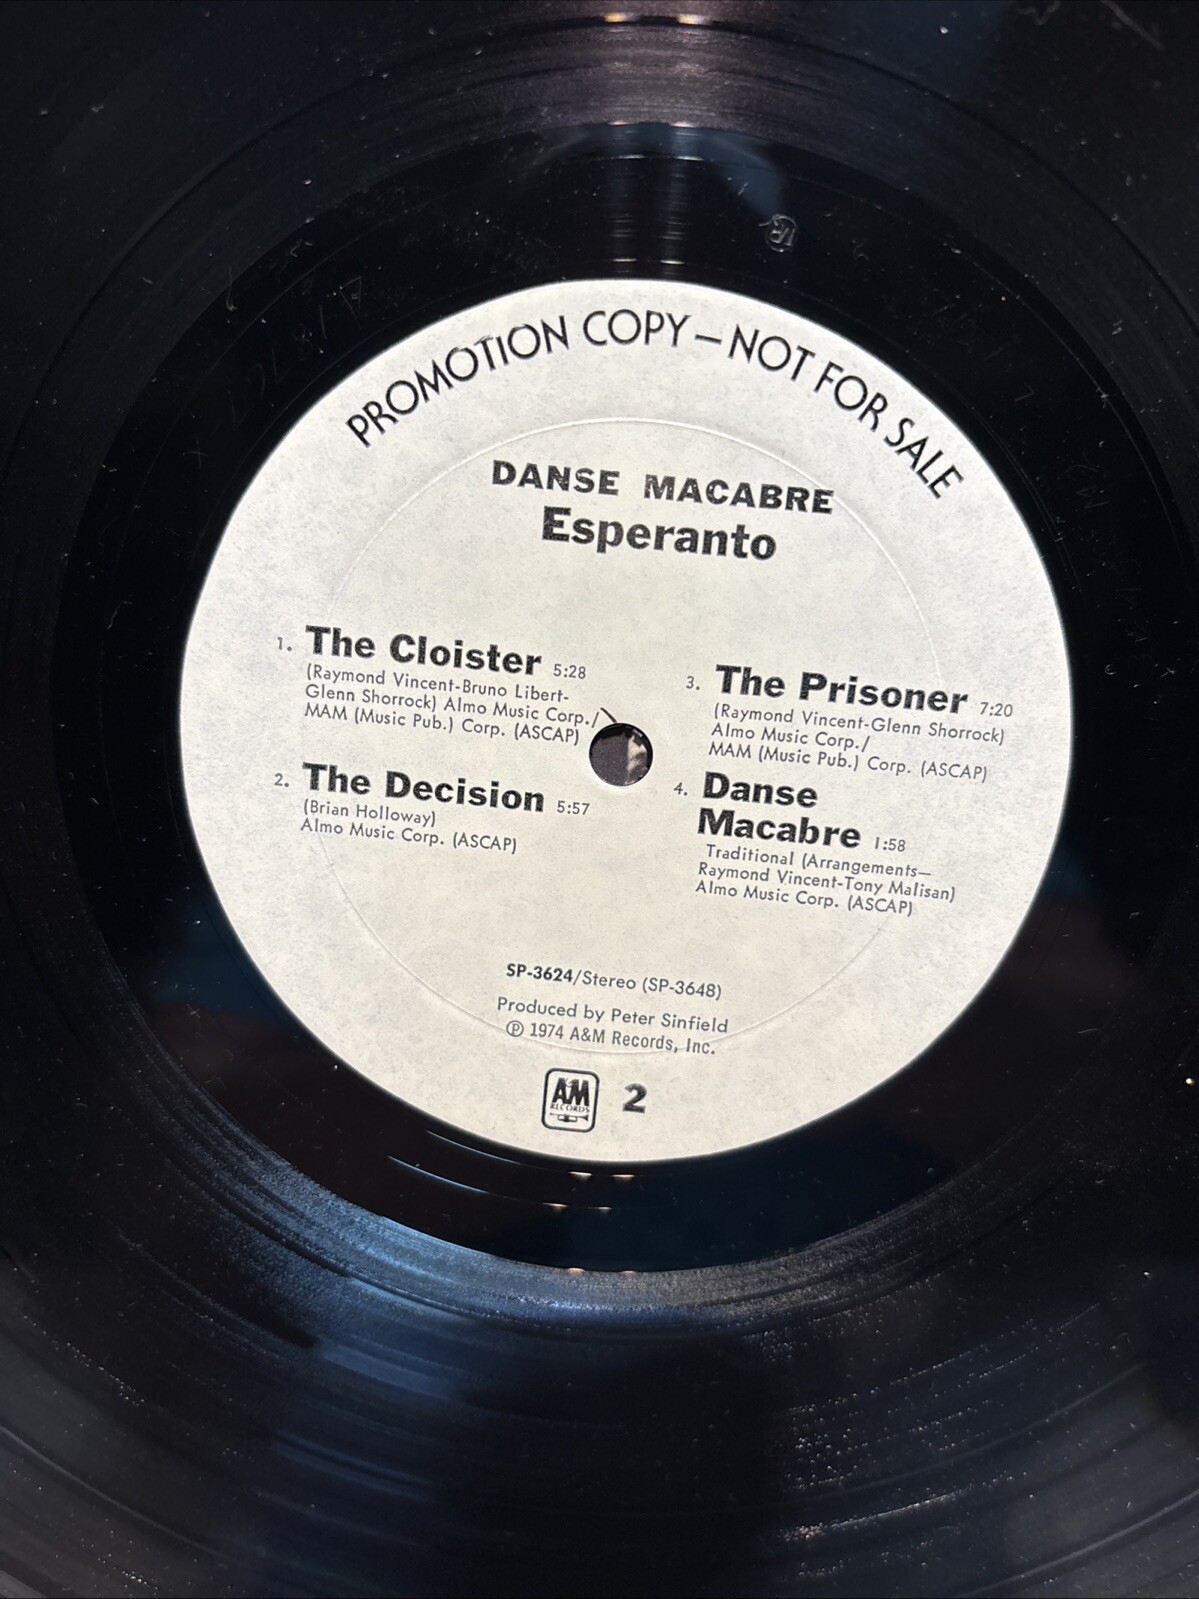 PROMOTION COPY—NOT FOR SALE
DANSE MACABRE
Esperanto
1. The Cloister 5:28
(Raymond Vincent-Bruno Libert-
Glenn Shorrock) Almo Music Corp./
MAM (Music Pub.) Corp. (ASCAP)
2. The Decision 5:57
(Brian Holloway)
Almo Music Corp. (ASCAP)
3. The Prisoner 7:20
(Raymond Vincent-Glenn Shorrock)
Almo Music Corp./
MAM (Music Pub.) Corp. (ASCAP)
4. Danse
Macabre 1:58
Traditional (Arrangements—
Raymond Vincent-Tony Malisan)
Almo Music Corp. (ASCAP)
SP-3624/Stereo (SP-3648)
Produced by Peter Sinfield
℗ 1974 A&M Records, Inc.
A&M
RECORDS
2